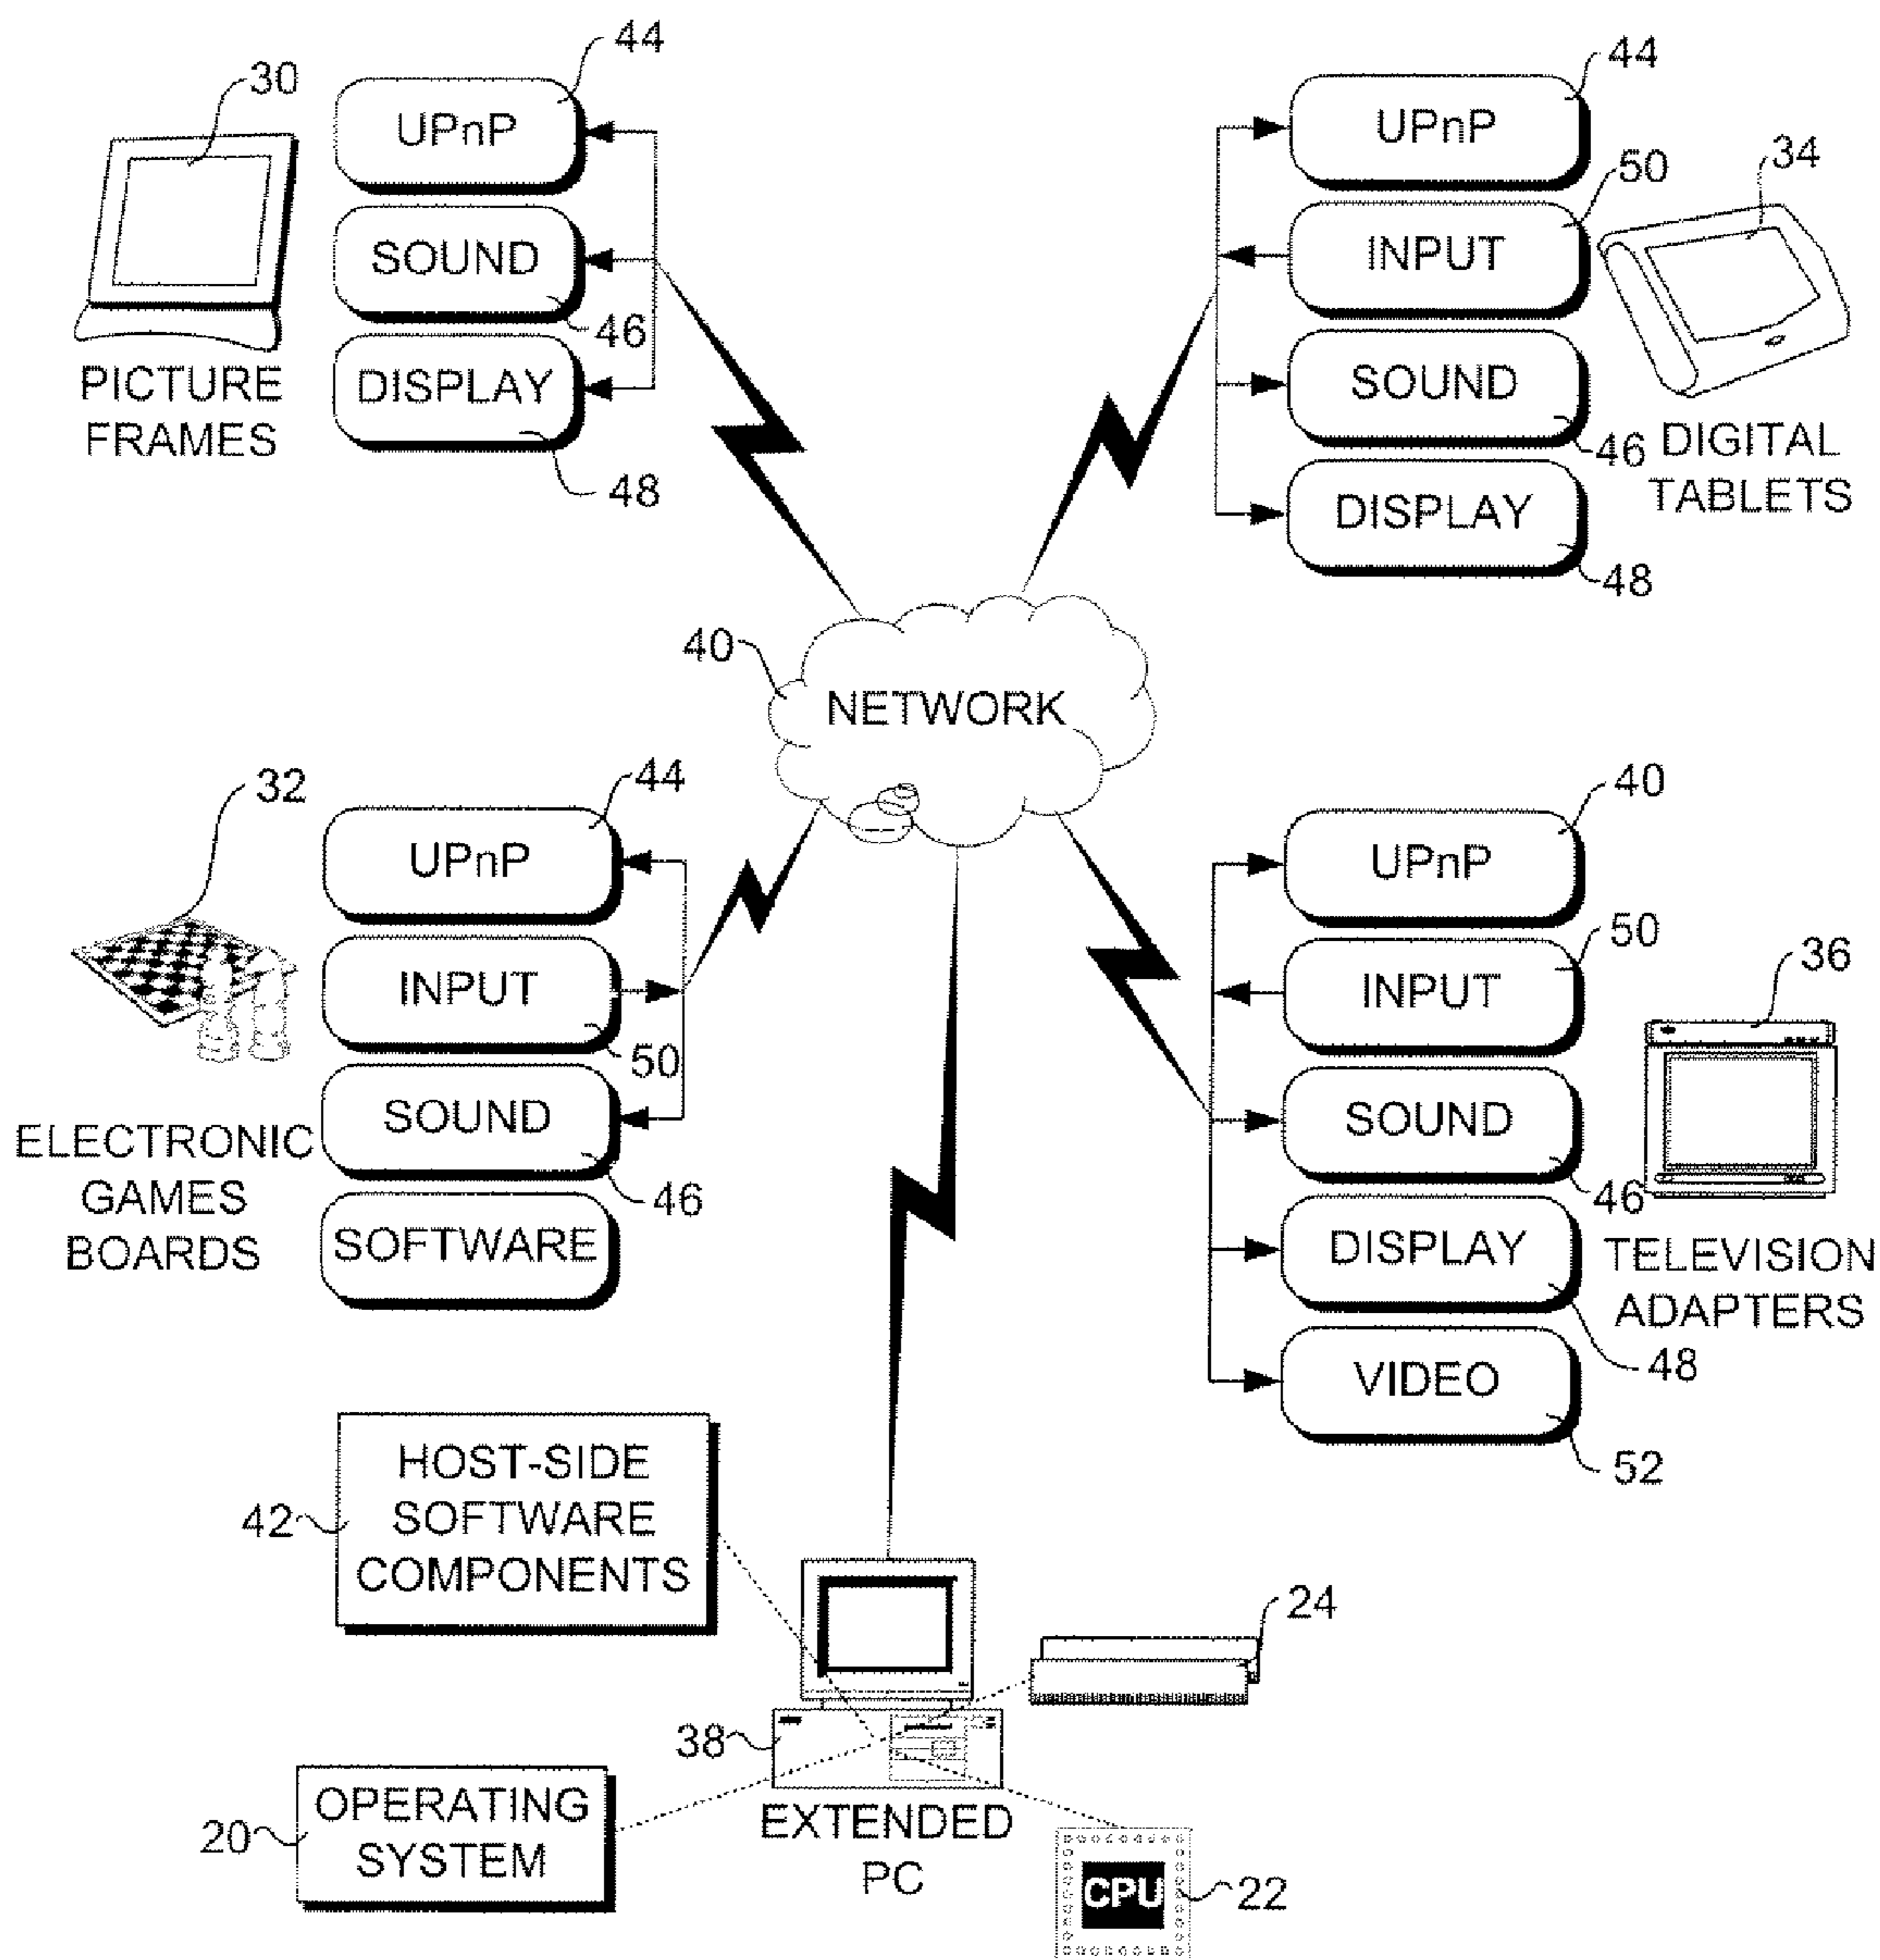 44
30
UPnP
SOUND
46
DISPLAY
48
PICTURE
FRAMES
44
UPnP
50
34
INPUT
SOUND
46
DIGITAL
TABLETS
DISPLAY
48
40
NETWORK
44
32
UPnP
INPUT
50
SOUND
46
ELECTRONIC
GAMES
BOARDS
SOFTWARE
40
UPnP
50
INPUT
36
SOUND
46
DISPLAY
TELEVISION
ADAPTERS
48
VIDEO
52
HOST-SIDE
SOFTWARE
COMPONENTS
42
24
38
EXTENDED
PC
OPERATING
SYSTEM
20
CPU
22